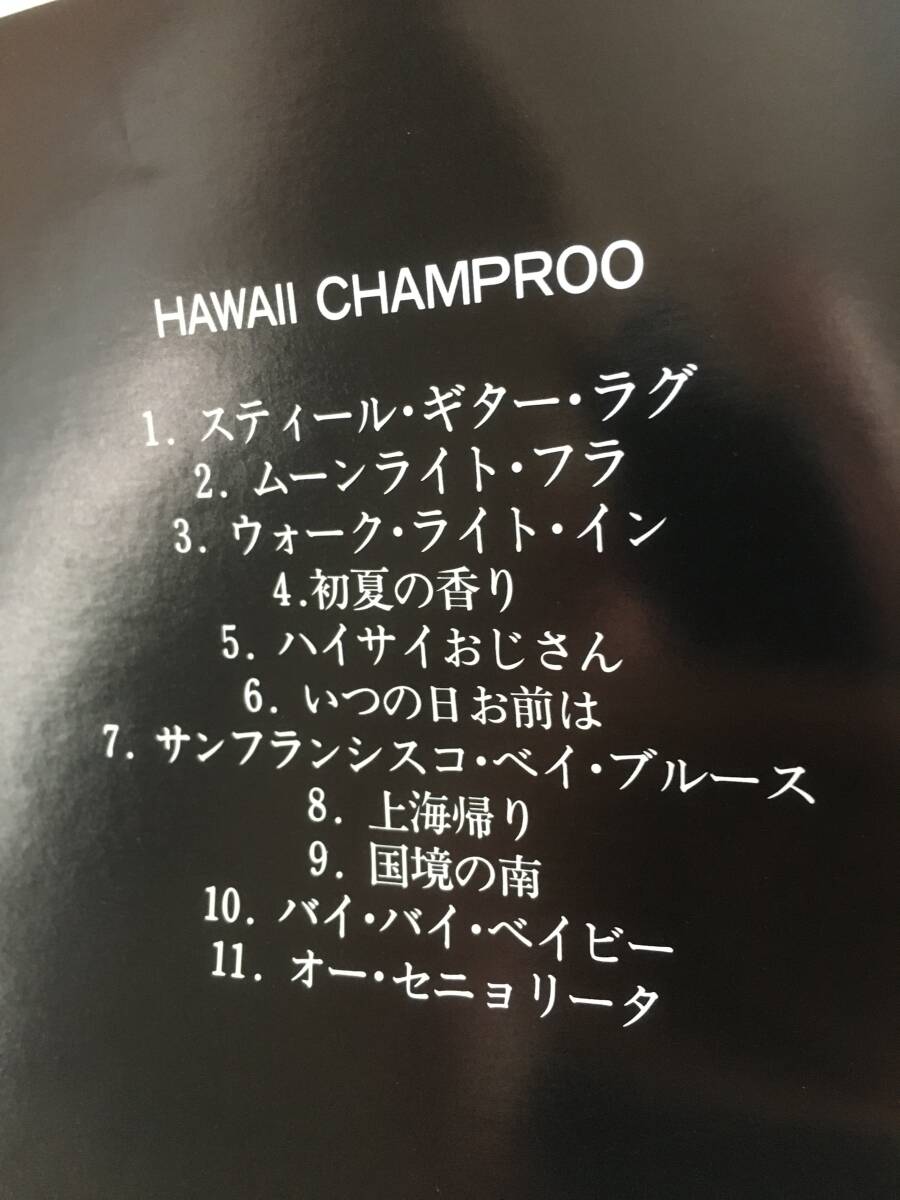 HAWAII CHAMPROO
1. スティール・ギター・ラグ
2. ムーンライト・フラ
3. ウォーク・ライト・イン
4.初夏の香り
5. ハイサイおじさん
6. いつの日お前は
7. サンフランシスコ・ベイ・ブルース
8. 上海帰り
9. 国境の南
10. バイ・バイ・ベイビー
11. オー・セニョリータ